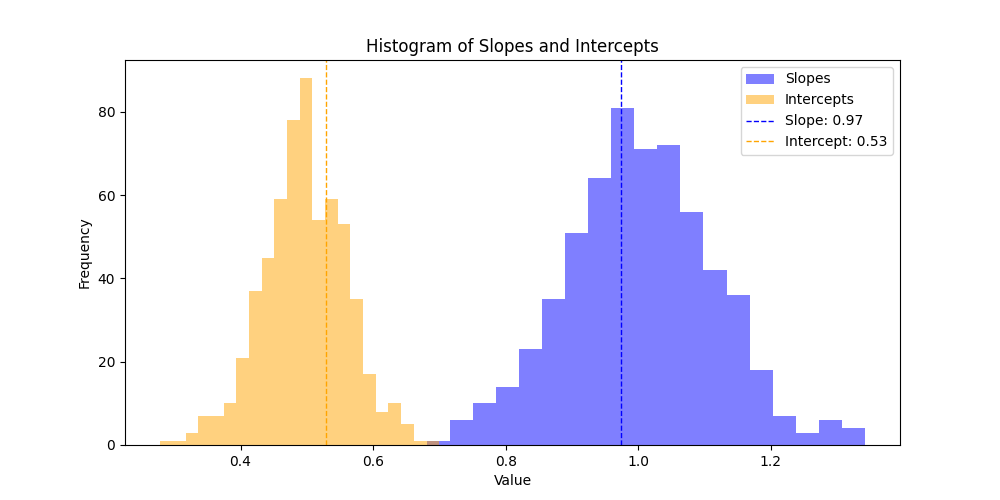 Histogram of Slopes and Intercepts
Slopes
Intercepts
Slope: 0.97
Intercept: 0.53
Frequency
80
60
40
20
0
0.4 0.6 0.8 1.0 1.2
Value